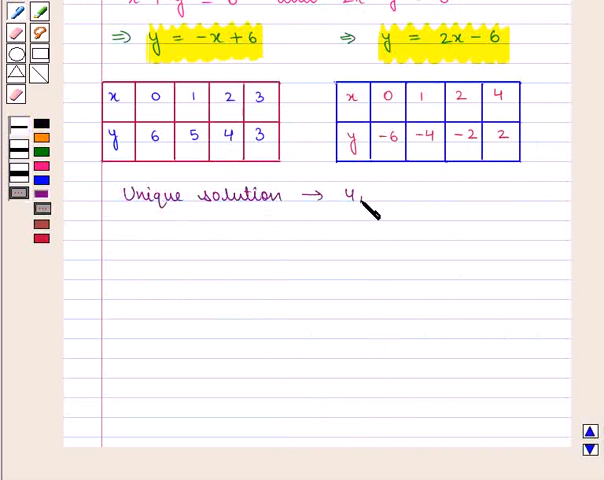 ⇒ y = -x + 6 ⇒ y = 2x - 6
x 0 1 2 3
y 6 5 4 3
x 0 1 2 4
y -6 -4 -2 2
Unique solution → 4,